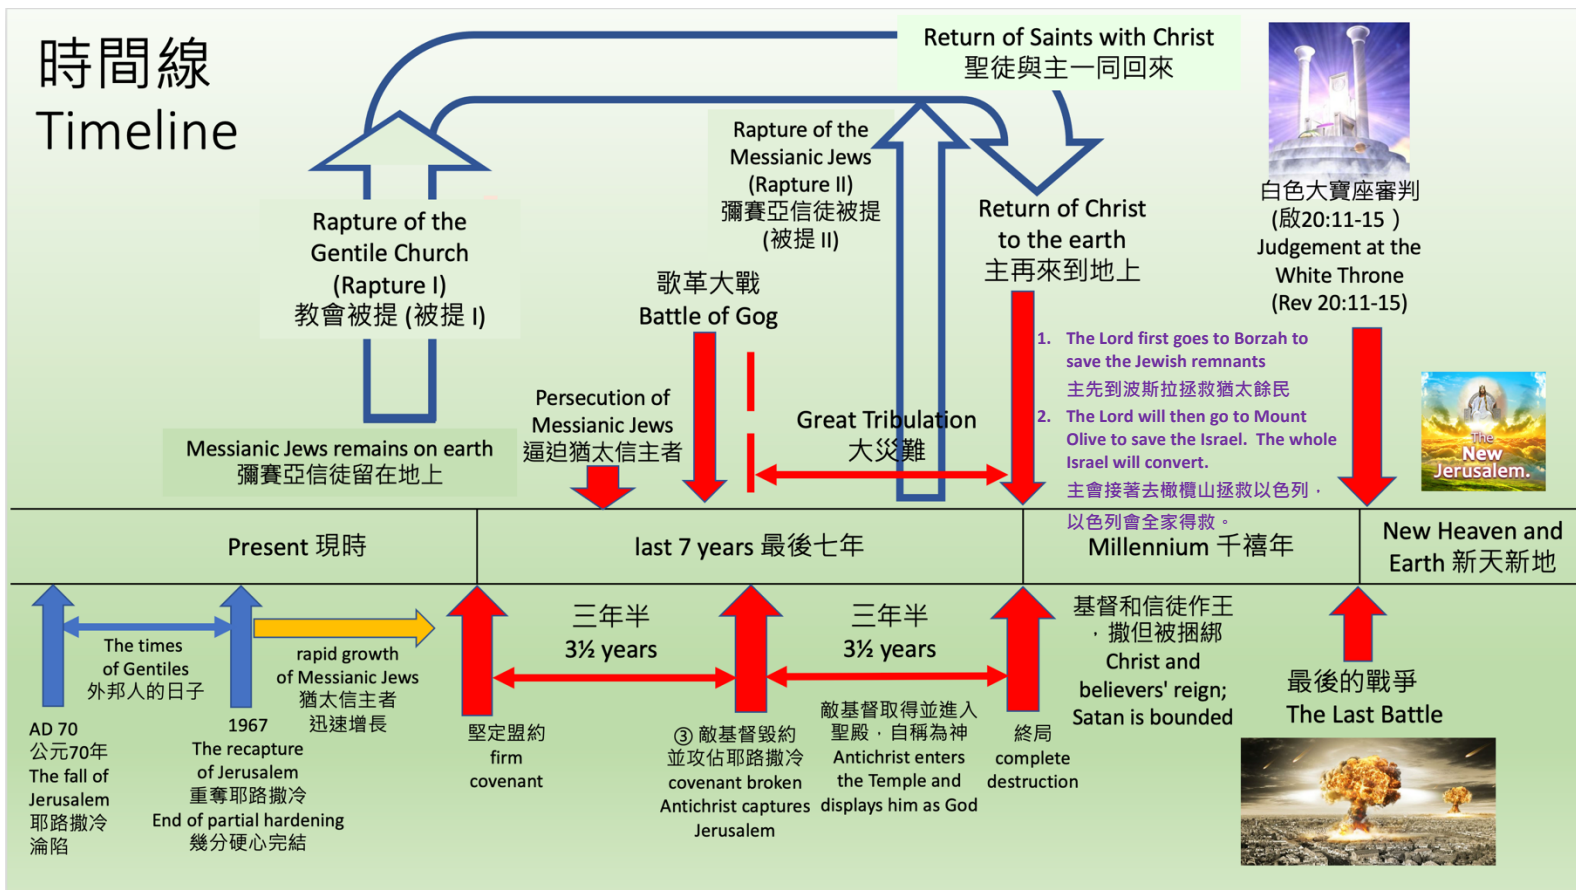 時間線
Timeline
Return of Saints with Christ
聖徒與主一同回來
Rapture of the
Gentile Church
(Rapture I)
教會被提 (被提 I)
Messianic Jews remains on earth
彌賽亞信徒留在地上
Persecution of
Messianic Jews
逼迫猶太信主者
歌革大戰
Battle of Gog
Rapture of the
Messianic Jews
(Rapture II)
彌賽亞信徒被提
(被提 II)
Great Tribulation
大災難
Return of Christ
to the earth
主再來到地上
1. The Lord first goes to Borzah to
save the Jewish remnants
主先到波斯拉拯救猶太餘民
2. The Lord will then go to Mount
Olive to save the Israel. The whole
Israel will convert.
主會接著去橄欖山拯救以色列，
以色列會全家得救。
白色大寶座審判
(啟20:11-15 )
Judgement at the
White Throne
(Rev 20:11-15)
The
New
Jerusalem.
Present 現時
last 7 years 最後七年
Millennium 千禧年
New Heaven and
Earth 新天新地
AD 70
公元70年
The fall of
Jerusalem
耶路撒冷
淪陷
The times
of Gentiles
外邦人的日子
1967
The recapture
of Jerusalem
重奪耶路撒冷
End of partial hardening
幾分硬心完結
rapid growth
of Messianic Jews
猶太信主者
迅速增長
堅定盟約
firm
covenant
三年半
3½ years
③ 敵基督毀約
並攻佔耶路撒冷
covenant broken
Antichrist captures
Jerusalem
三年半
3½ years
敵基督取得並進入
聖殿，自稱為神
Antichrist enters
the Temple and
displays him as God
終局
complete
destruction
基督和信徒作王
，撒但被捆綁
Christ and
believers' reign;
Satan is bounded
最後的戰爭
The Last Battle